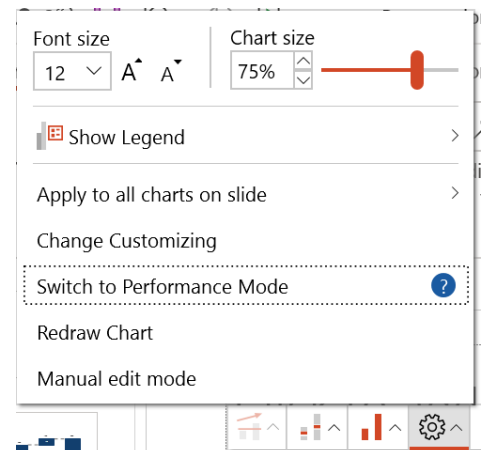 Font size
Chart size
12
A A
75%
Show Legend
Apply to all charts on slide
Change Customizing
Switch to Performance Mode
?
Redraw Chart
Manual edit mode